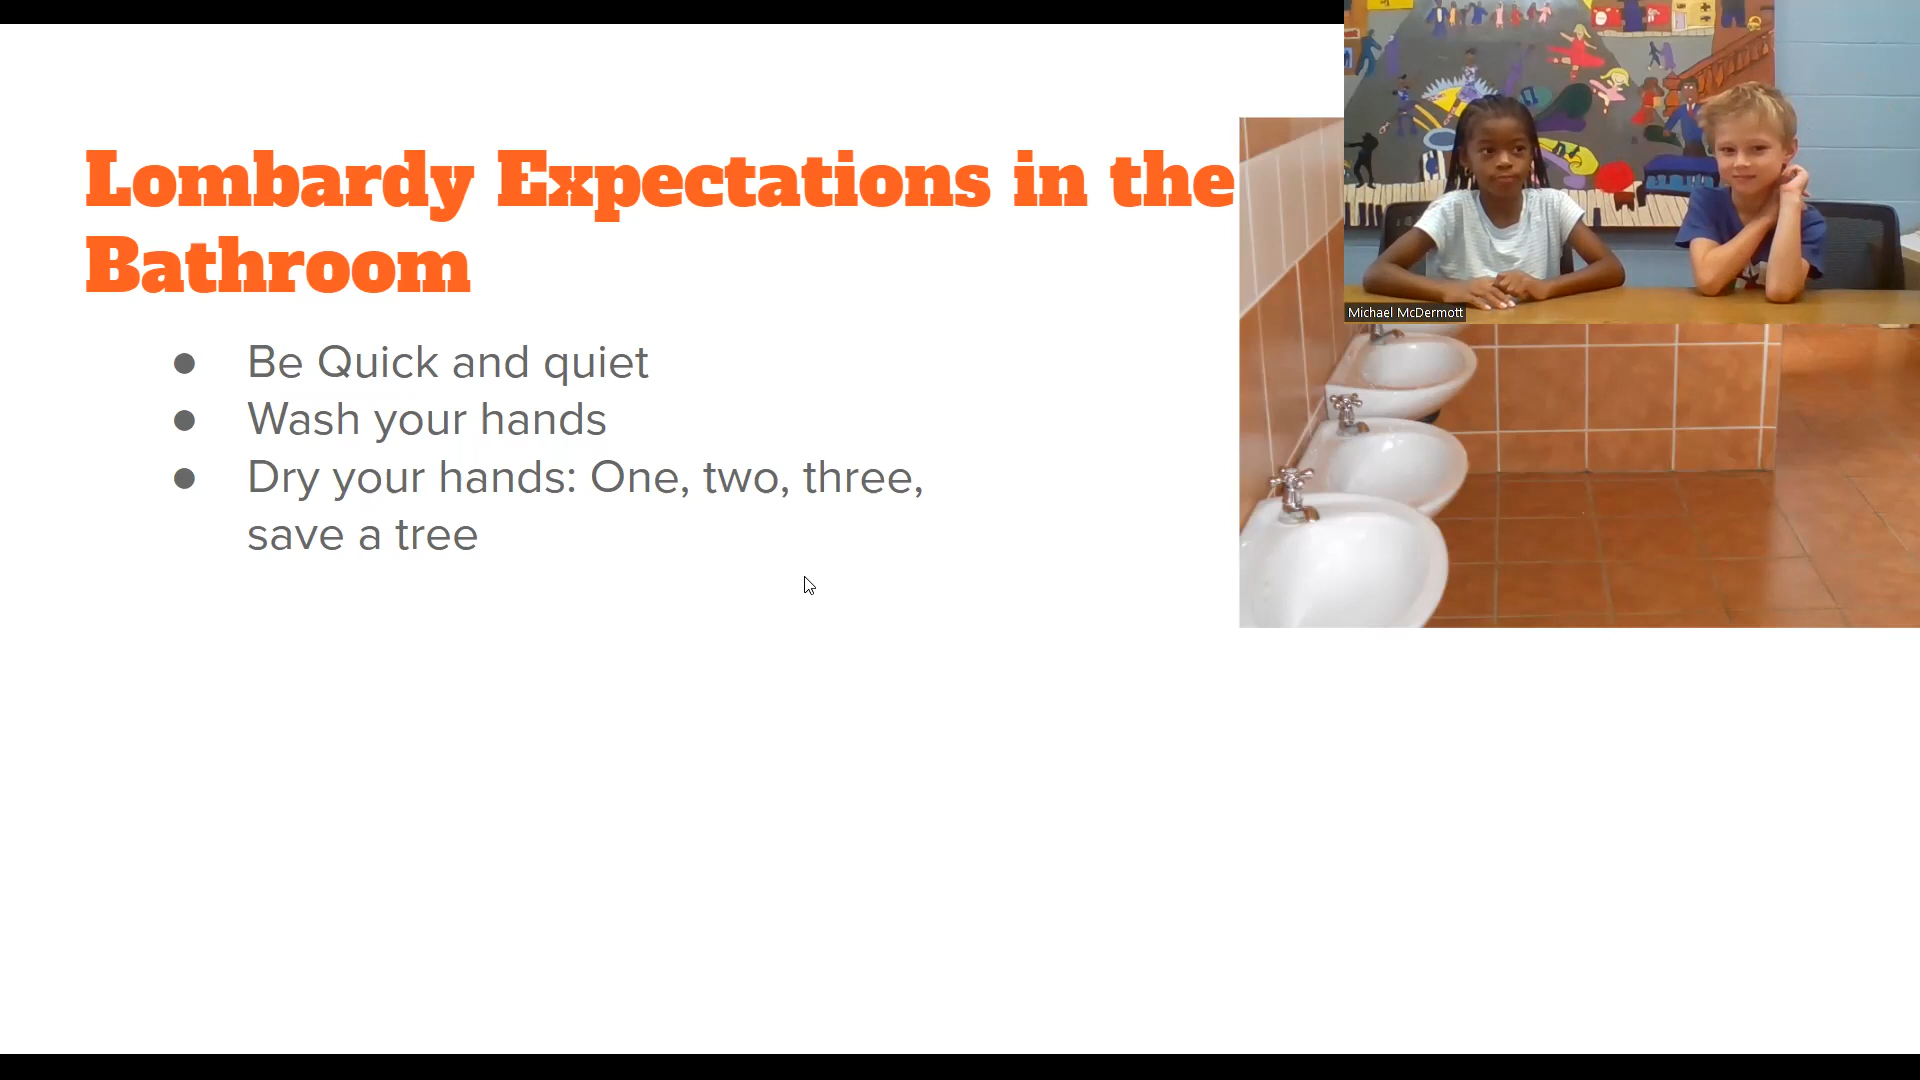 Lombardy Expectations in the
Bathroom
● Be Quick and quiet
● Wash your hands
● Dry your hands: One, two, three,
save a tree
Michael McDermott